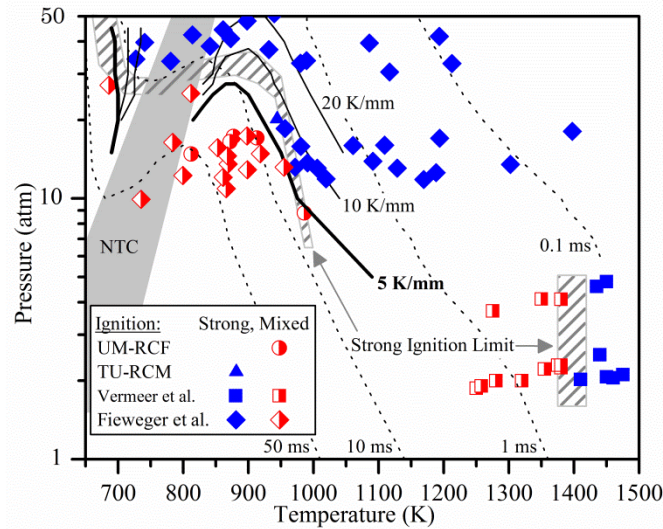 50
20 K/mm
10 K/mm
10
NTC
0.1 ms
5 K/mm
Pressure (atm)
Ignition: Strong, Mixed
UM-RCF
TU-RCM
Vermeer et al.
Fieweger et al.
Strong Ignition Limit
50 ms
10 ms
1 ms
1
700 800 900 1000 1100 1200 1300 1400 1500
Temperature (K)